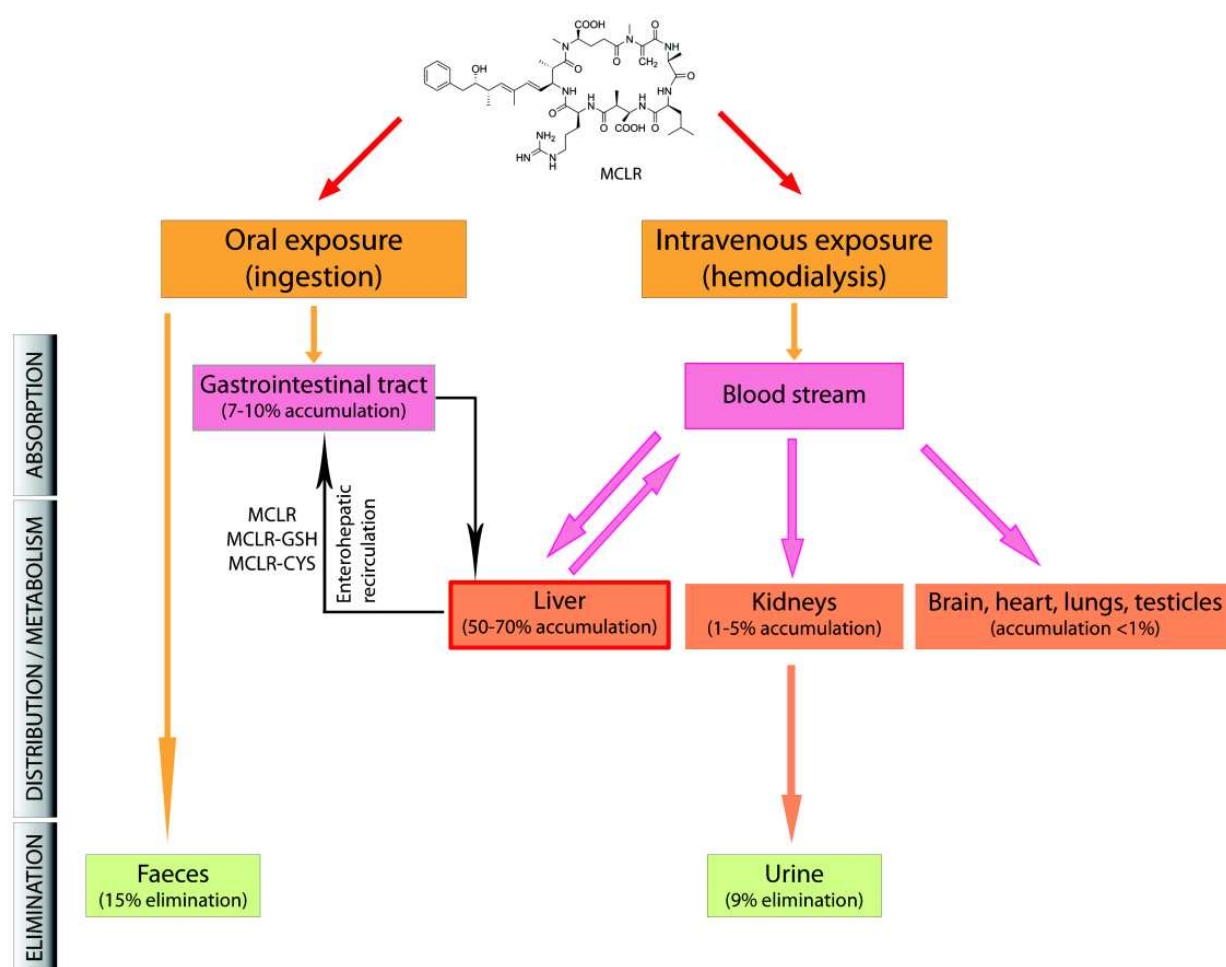 COOH
N
O
N
O
CH₂
HN
O
OH
O
N
NH
O
HN
O
HN
O
COOH
NH
O
NH₂
HN
N
H
MCLR
Oral exposure
(ingestion)
Intravenous exposure
(hemodialysis)
ABSORPTION
Gastrointestinal tract
(7-10% accumulation)
Blood stream
DISTRIBUTION / METABOLISM
MCLR
MCLR-GSH
MCLR-CYS
Enterohepatic
recirculation
Liver
(50-70% accumulation)
Kidneys
(1-5% accumulation)
Brain, heart, lungs, testicles
(accumulation <1%)
ELIMINATION
Faeces
(15% elimination)
Urine
(9% elimination)